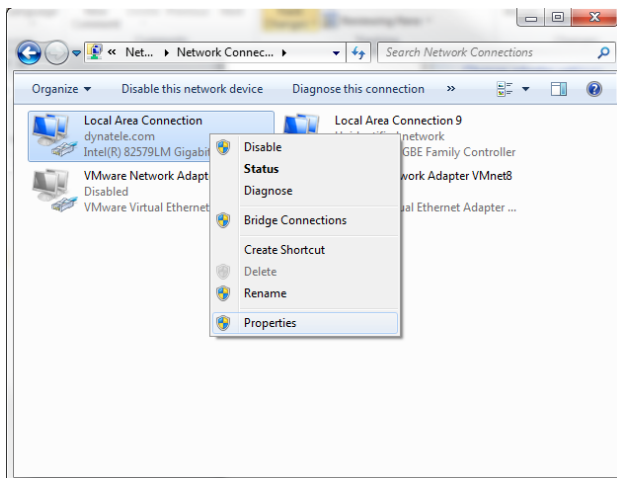 « Net... ▸ Network Connec... ▸
Search Network Connections
Organize ▾ Disable this network device Diagnose this connection »
Local Area Connection
dynatele.com
Intel(R) 82579LM Gigabit
Local Area Connection 9
network
GBE Family Controller
VMware Network Adapt
Disabled
VMware Virtual Ethernet
work Adapter VMnet8
ual Ethernet Adapter ...
Disable
Status
Diagnose
Bridge Connections
Create Shortcut
Delete
Rename
Properties